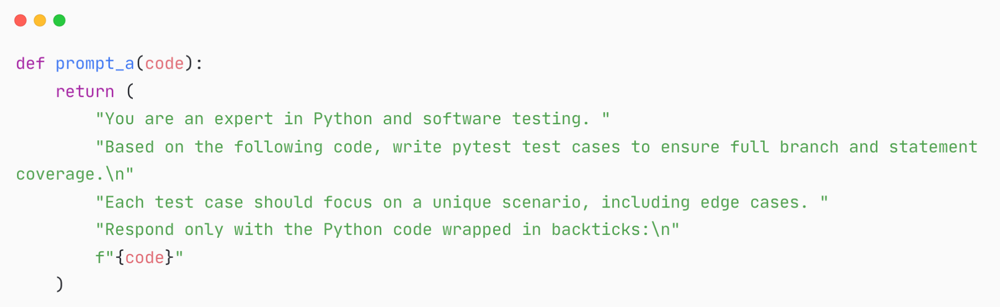 def prompt_a(code):
    return (
        "You are an expert in Python and software testing. "
        "Based on the following code, write pytest test cases to ensure full branch and statement
coverage.\n"
        "Each test case should focus on a unique scenario, including edge cases. "
        "Respond only with the Python code wrapped in backticks:\n"
        f"{code}"
    )